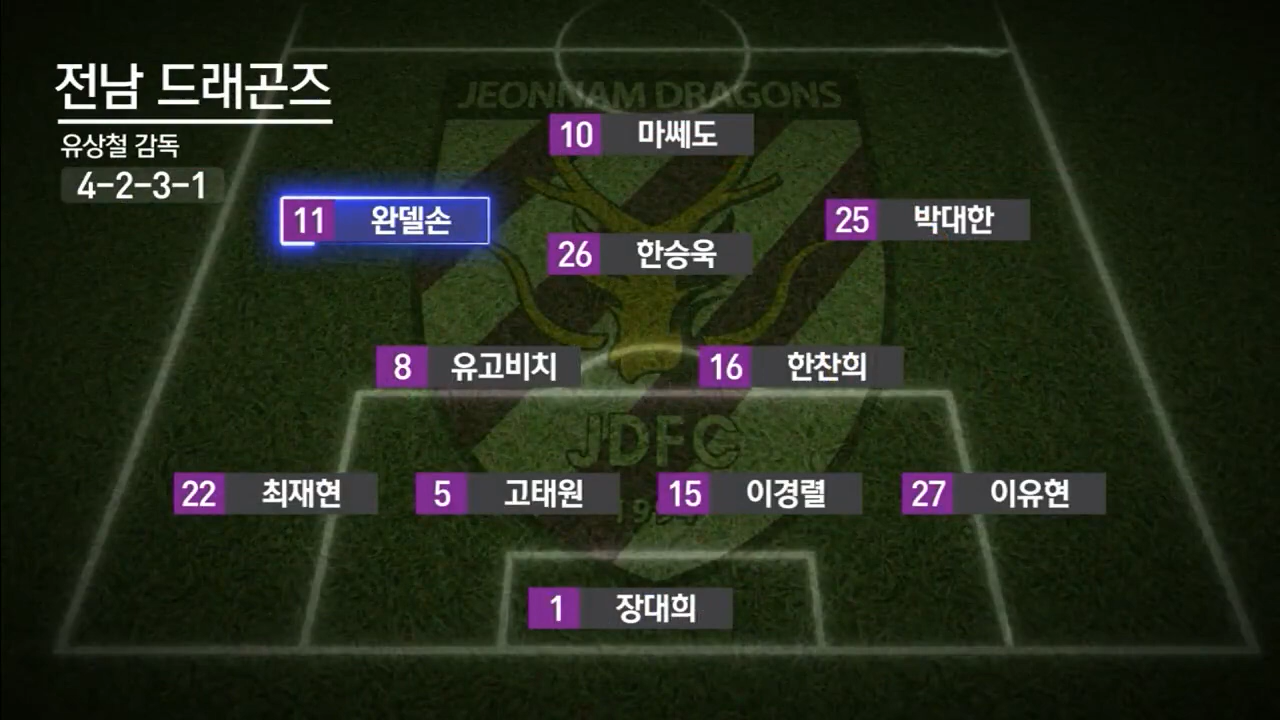 전남 드래곤즈
유상철 감독
4-2-3-1
JEONNAM DRAGONS
10 마쎄도
11 완델손
25 박대한
26 한승욱
8 유고비치
16 한찬희
JDFC
22 최재현
5 고태원
15 이경렬
27 이유현
1994
1 장대희